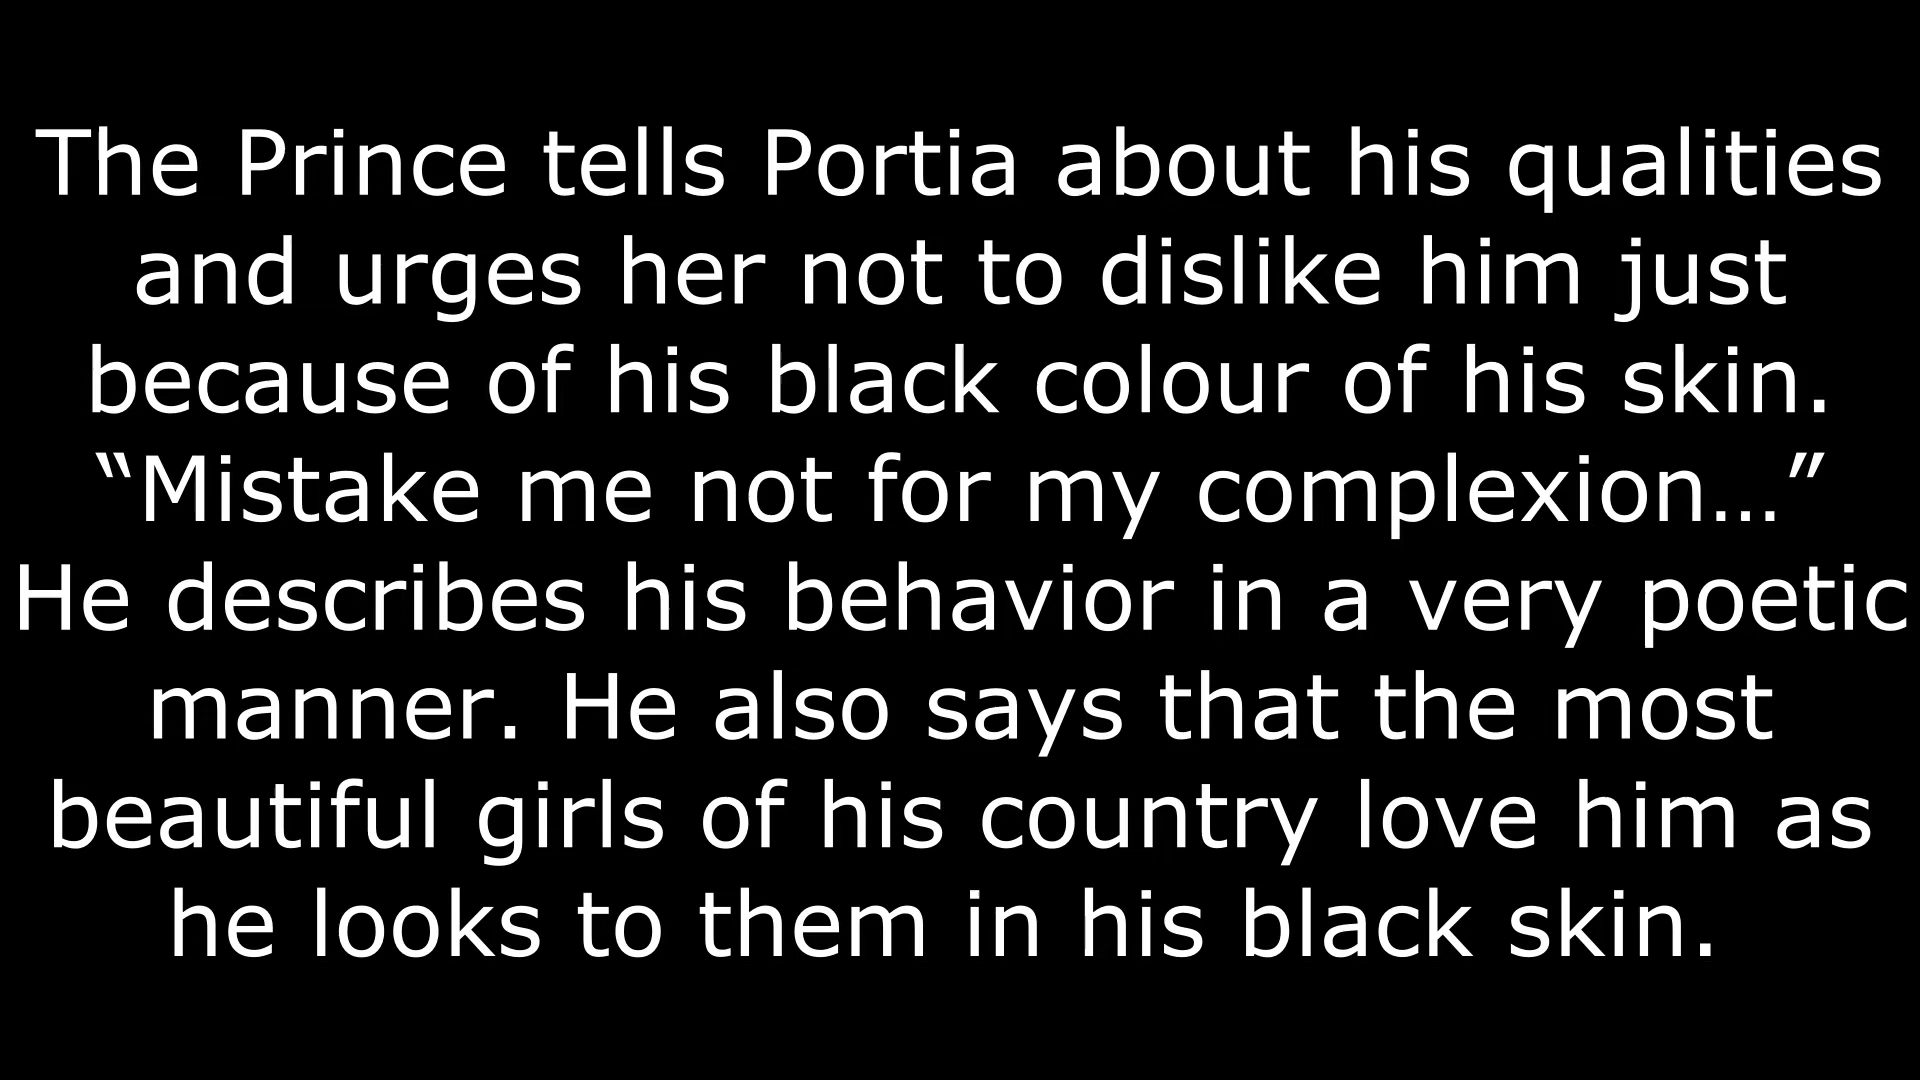 The Prince tells Portia about his qualities
and urges her not to dislike him just
because of his black colour of his skin.
“Mistake me not for my complexion…”
He describes his behavior in a very poetic
manner. He also says that the most
beautiful girls of his country love him as
he looks to them in his black skin.